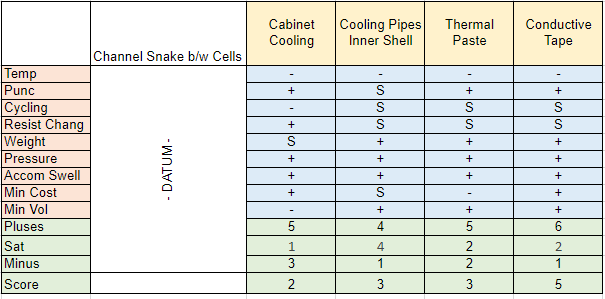 Channel Snake b/w Cells Cabinet Cooling Cooling Pipes Inner Shell Thermal Paste Conductive Tape
Temp - - - -
Punc + S + +
Cycling - S S S
Resist Chang + S S S
Weight S + + +
Pressure + + + +
Accom Swell + + + +
Min Cost + S - +
Min Vol - + + +
- DATUM -
Pluses 5 4 5 6
Sat 1 4 2 2
Minus 3 1 2 1
Score 2 3 3 5